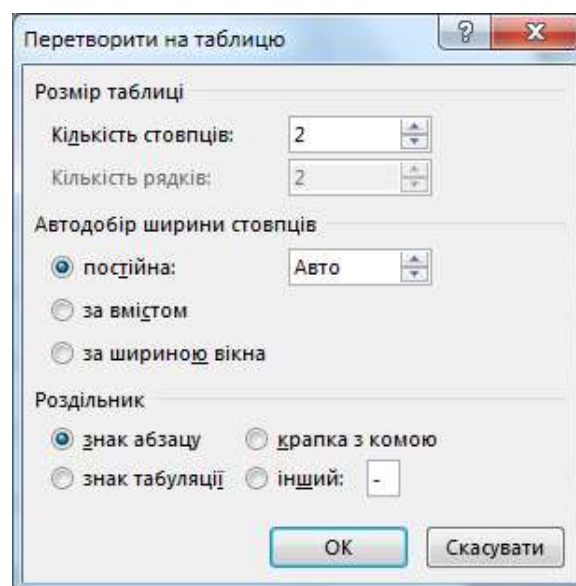 Перетворити на таблицю ? X
Розмір таблиці
Кількість стовпців: 2
Кількість рядків: 2
Автодобір ширини стовпців
постійна: Авто
за вмістом
за шириною вікна
Роздільник
знак абзацу крапка з комою
знак табуляції інший: -
ОК Скасувати